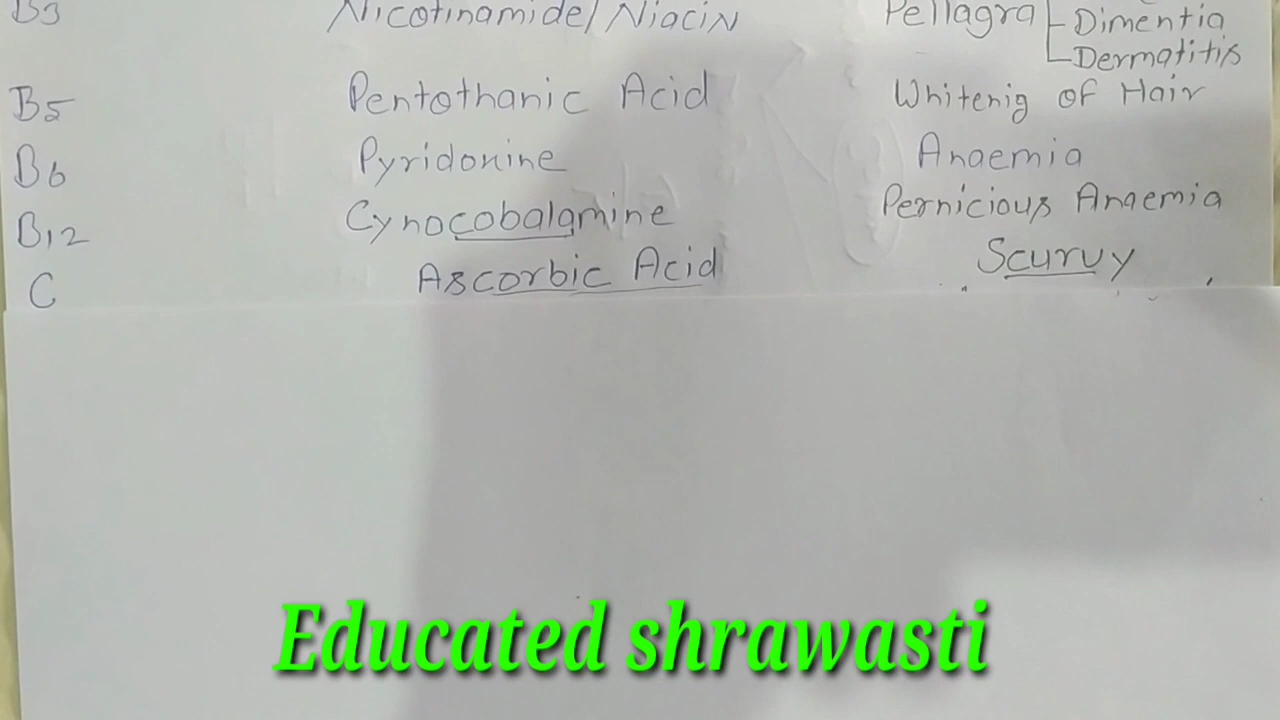 B3 Nicotinamide/Niacin Pellagra Dimentia
Dermatitis
B5 Pentothanic Acid Whitenig of Hair
B6 Pyridoxine Anaemia
B12 Cynocobalamine Pernicious Anaemia
C Ascorbic Acid Scurvy
Educated shrawasti